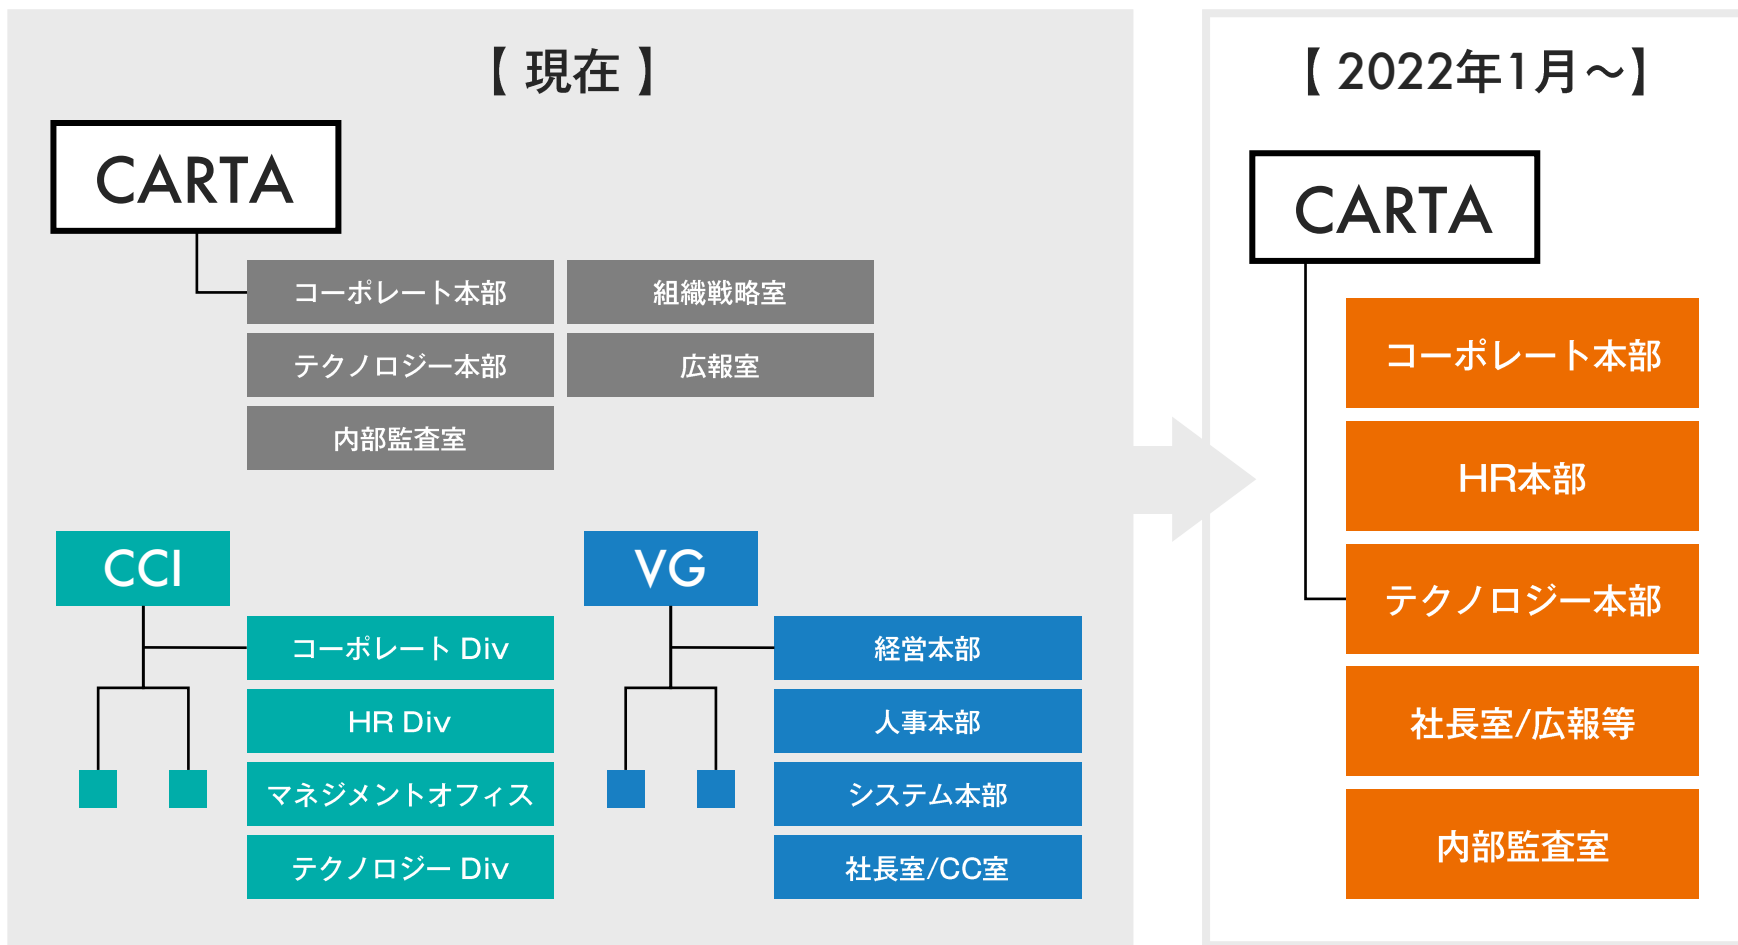 【 現在 】
CARTA
コーポレート本部
組織戦略室
テクノロジー本部
広報室
内部監査室
CCI
コーポレート Div
HR Div
マネジメントオフィス
テクノロジー Div
VG
経営本部
人事本部
システム本部
社長室/CC室
【 2022年1月～】
CARTA
コーポレート本部
HR本部
テクノロジー本部
社長室/広報等
内部監査室